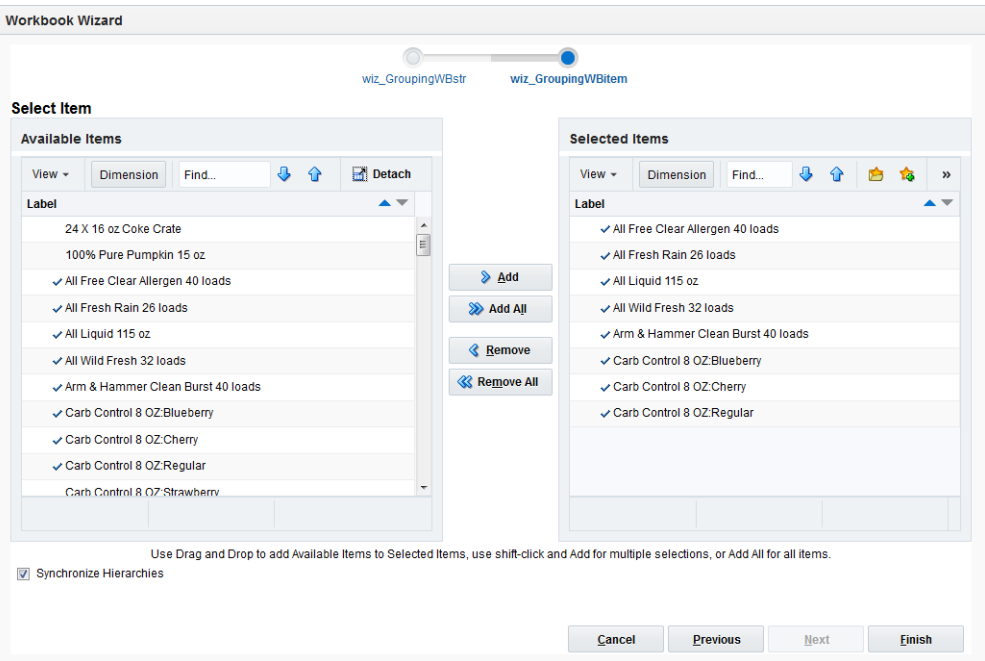 Workbook Wizard
wiz_GroupingWBstr wiz_GroupingWBitem
Select Item
Available Items
View Dimension Find... Detach
Label
24 X 16 oz Coke Crate
100% Pure Pumpkin 15 oz
All Free Clear Allergen 40 loads
All Fresh Rain 26 loads
All Liquid 115 oz
All Wild Fresh 32 loads
Arm & Hammer Clean Burst 40 loads
Carb Control 8 OZ:Blueberry
Carb Control 8 OZ:Cherry
Carb Control 8 OZ:Regular
Carb Control 8 OZ:Strawberry
Add
Add All
Remove
Remove All
Selected Items
View Dimension Find... »
Label
All Free Clear Allergen 40 loads
All Fresh Rain 26 loads
All Liquid 115 oz
All Wild Fresh 32 loads
Arm & Hammer Clean Burst 40 loads
Carb Control 8 OZ:Blueberry
Carb Control 8 OZ:Cherry
Carb Control 8 OZ:Regular
Use Drag and Drop to add Available Items to Selected Items, use shift-click and Add for multiple selections, or Add All for all items.
Synchronize Hierarchies
Cancel Previous Next Finish